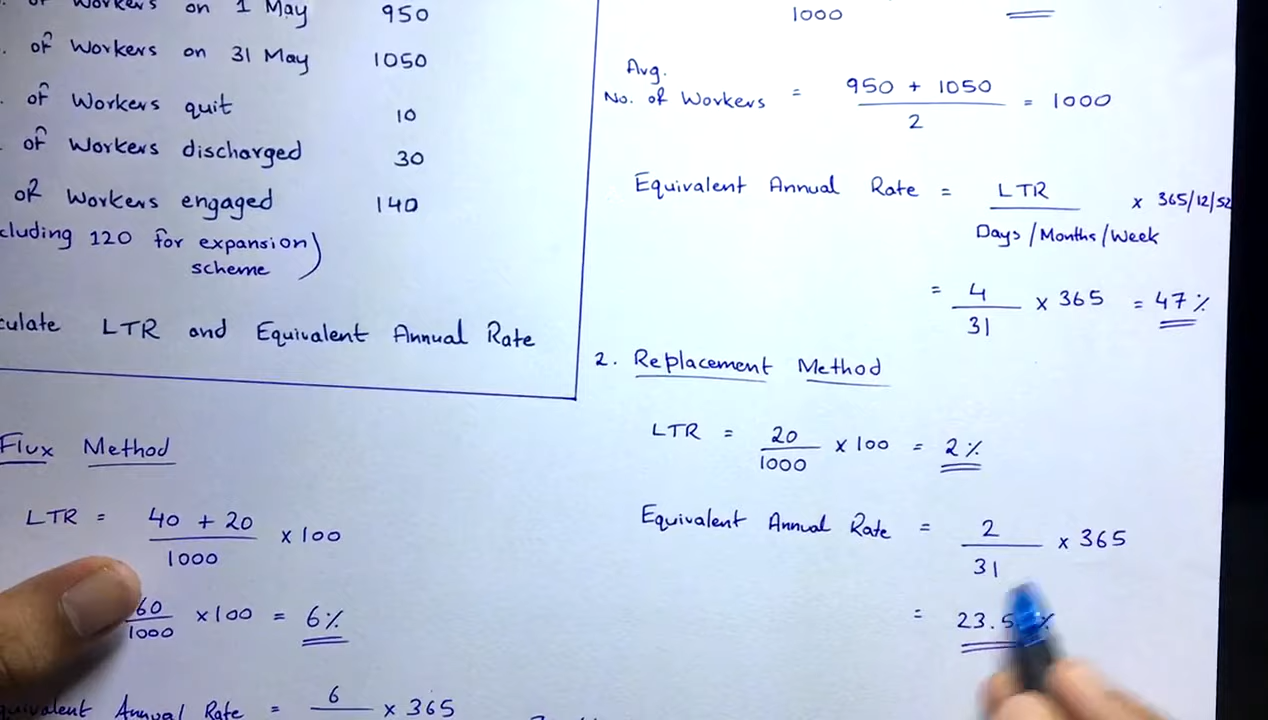 of Workers on 1 May 950
. of Workers on 31 May 1050
. of Workers quit 10
of Workers discharged 30
of Workers engaged 140
cluding 120 for expansion
scheme)
culate LTR and Equivalent Annual Rate
Flux Method
LTR = 40 + 20 / 1000 x 100
60 / 1000 x 100 = 6%
quivalent Annual Rate = 6 x 365
1000
Avg.
No. of Workers = 950 + 1050 / 2 = 1000
Equivalent Annual Rate = LTR / Days / Months / Week x 365/12/52
= 4 / 31 x 365 = 47%
2. Replacement Method
LTR = 20 / 1000 x 100 = 2%
Equivalent Annual Rate = 2 / 31 x 365
= 23.5 %